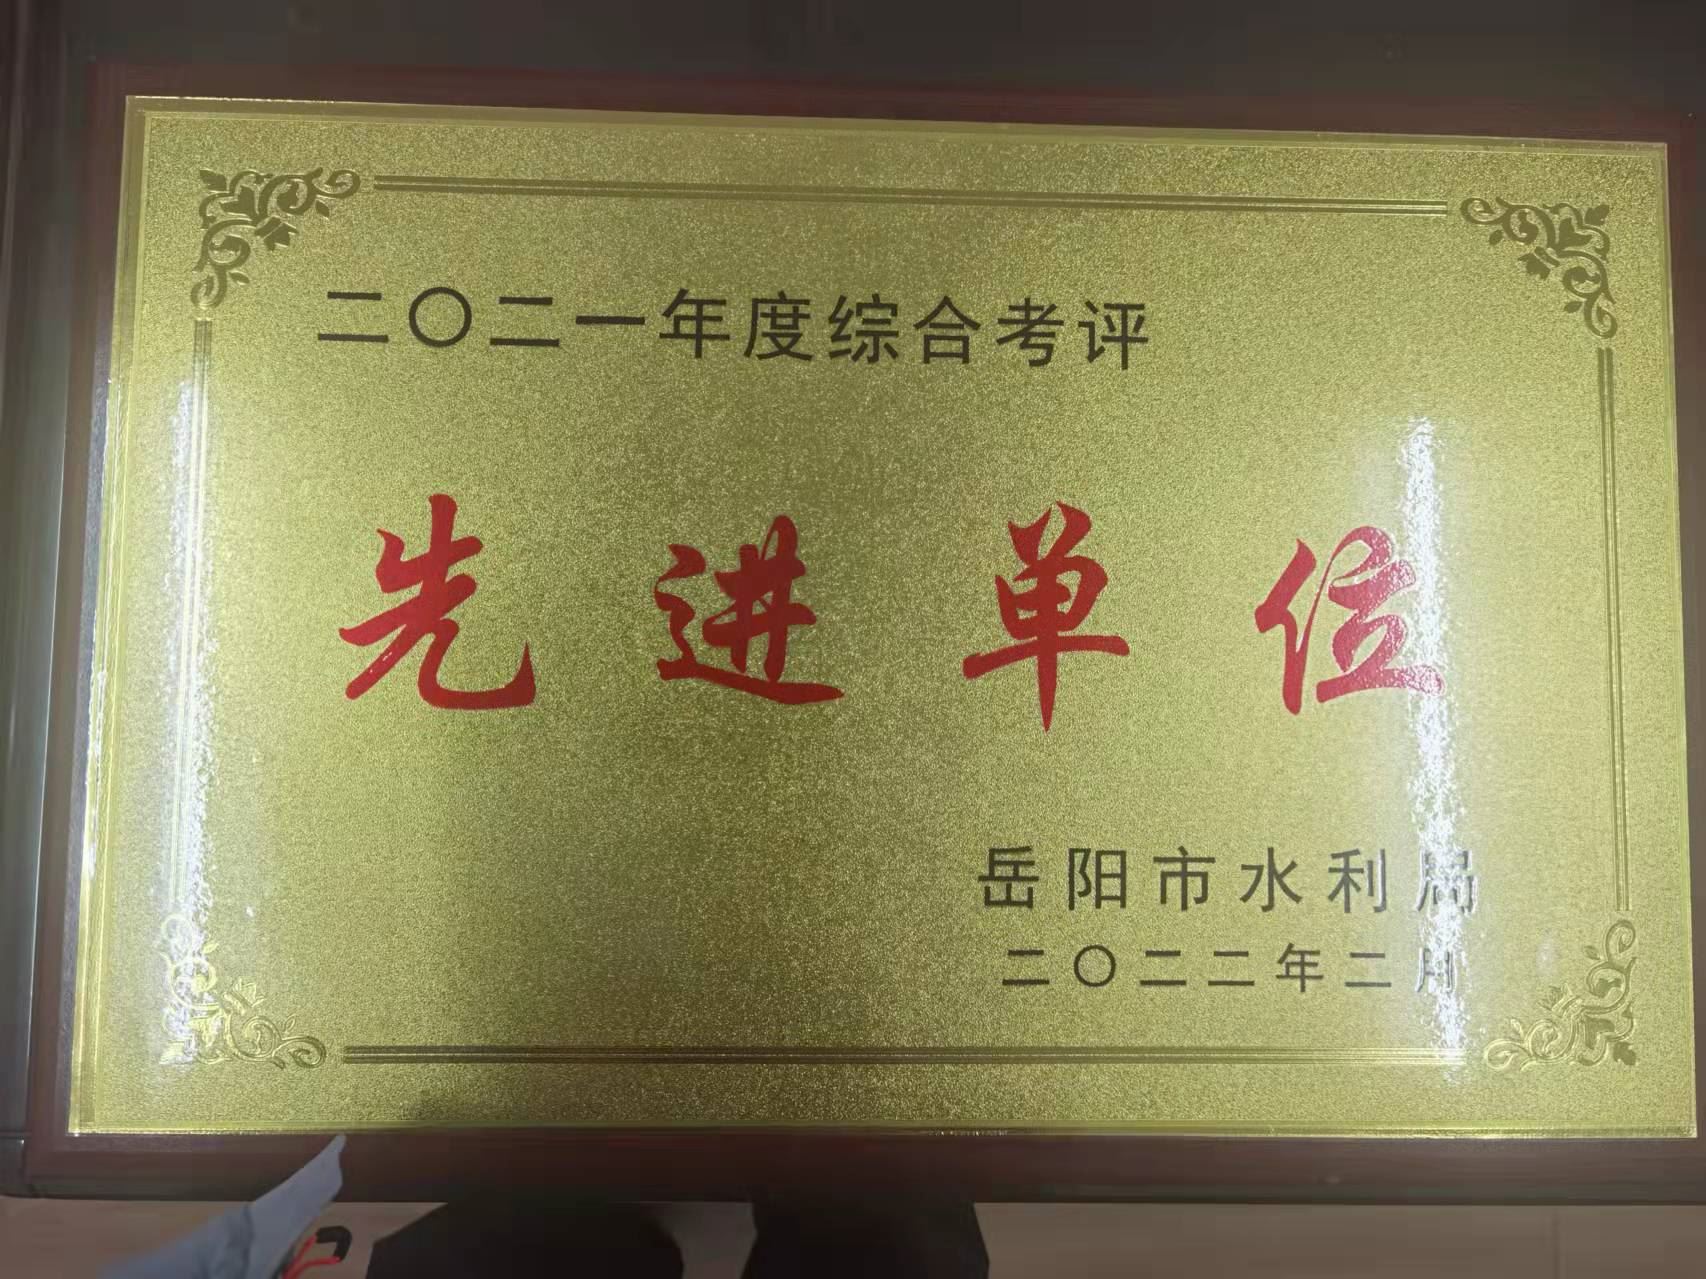 二〇二一年度综合考评
先进单位
岳阳市水利局
二〇二二年二月